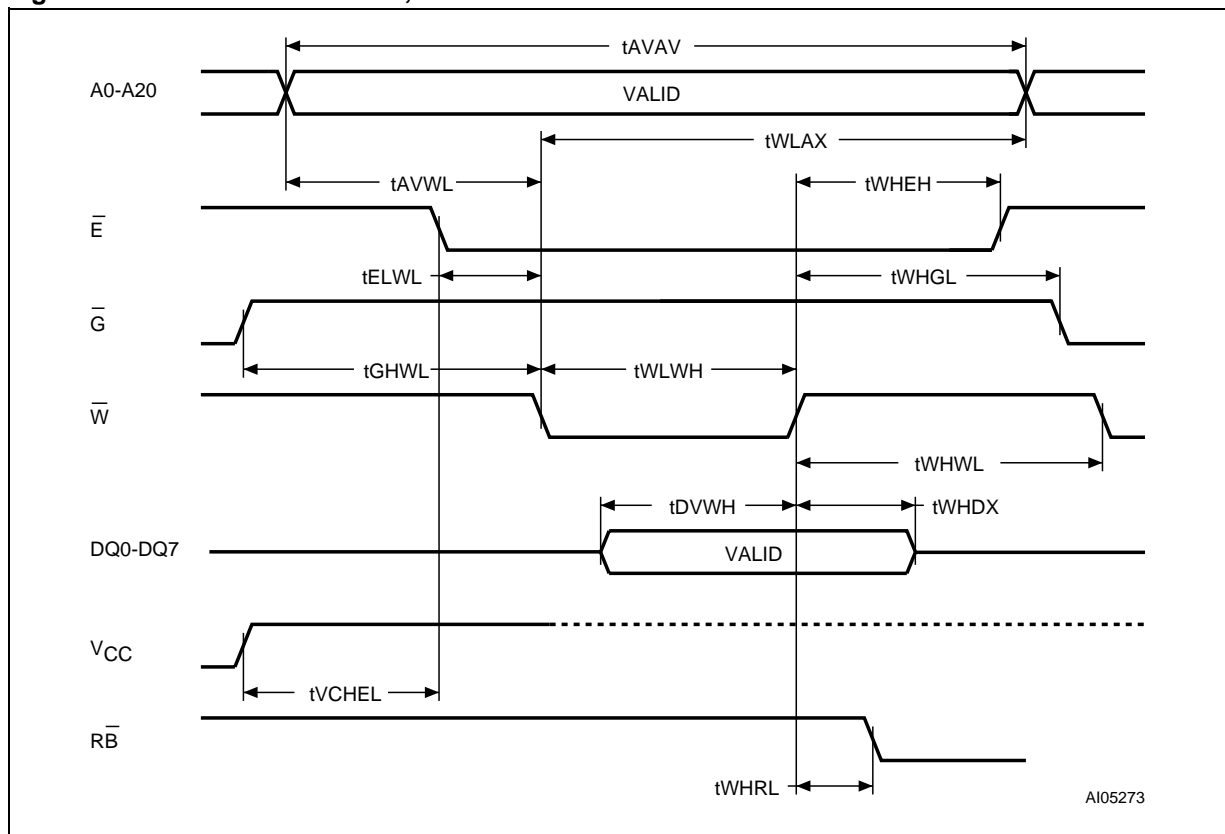 tAVAV
A0-A20
VALID
tWLAX
tAVWL
tWHEH
E̅
tELWL
tWHGL
G̅
tGHWL
tWLWH
W̅
tWHWL
tDVWH
tWHDX
DQ0-DQ7
VALID
VCC
tVCHEL
RB̅
tWHRL
AI05273